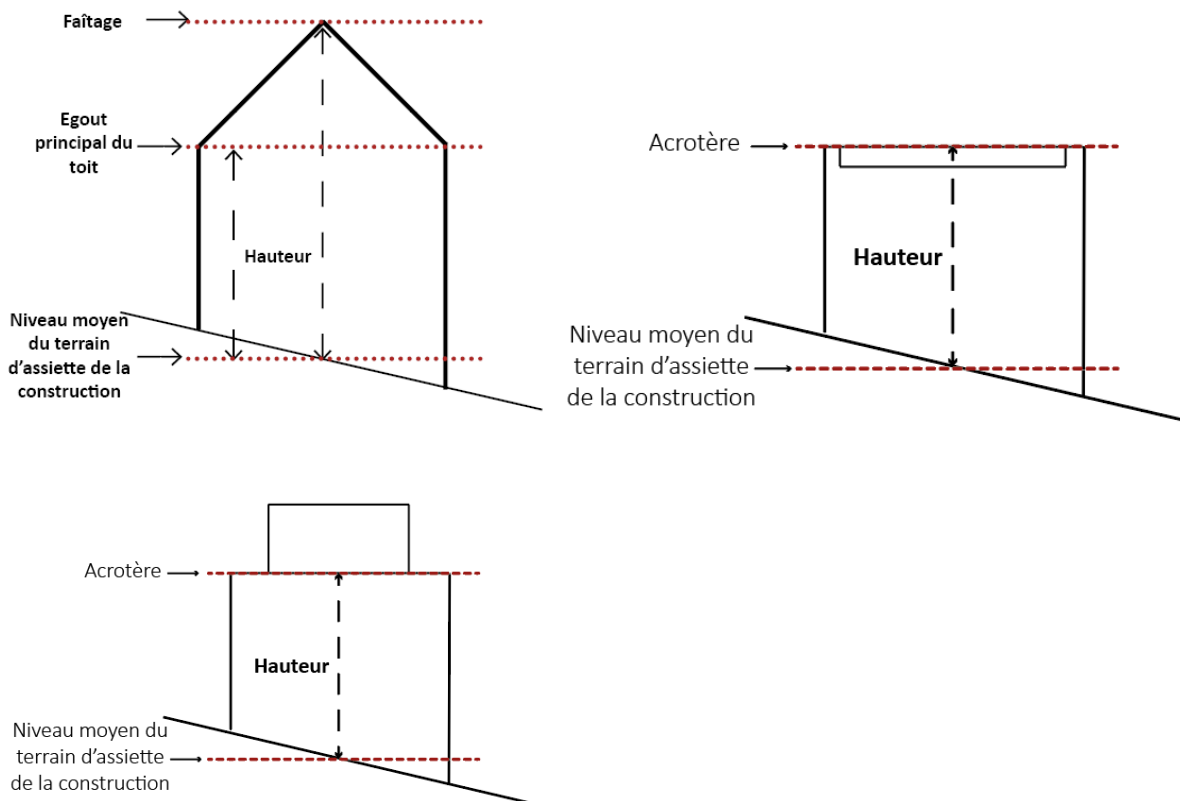 Faîtage
Egout
principal du
toit
Hauteur
Niveau moyen
du terrain
d'assiette de la
construction
Acrotère
Hauteur
Niveau moyen du
terrain d'assiette
de la construction
Acrotère
Hauteur
Niveau moyen du
terrain d'assiette
de la construction